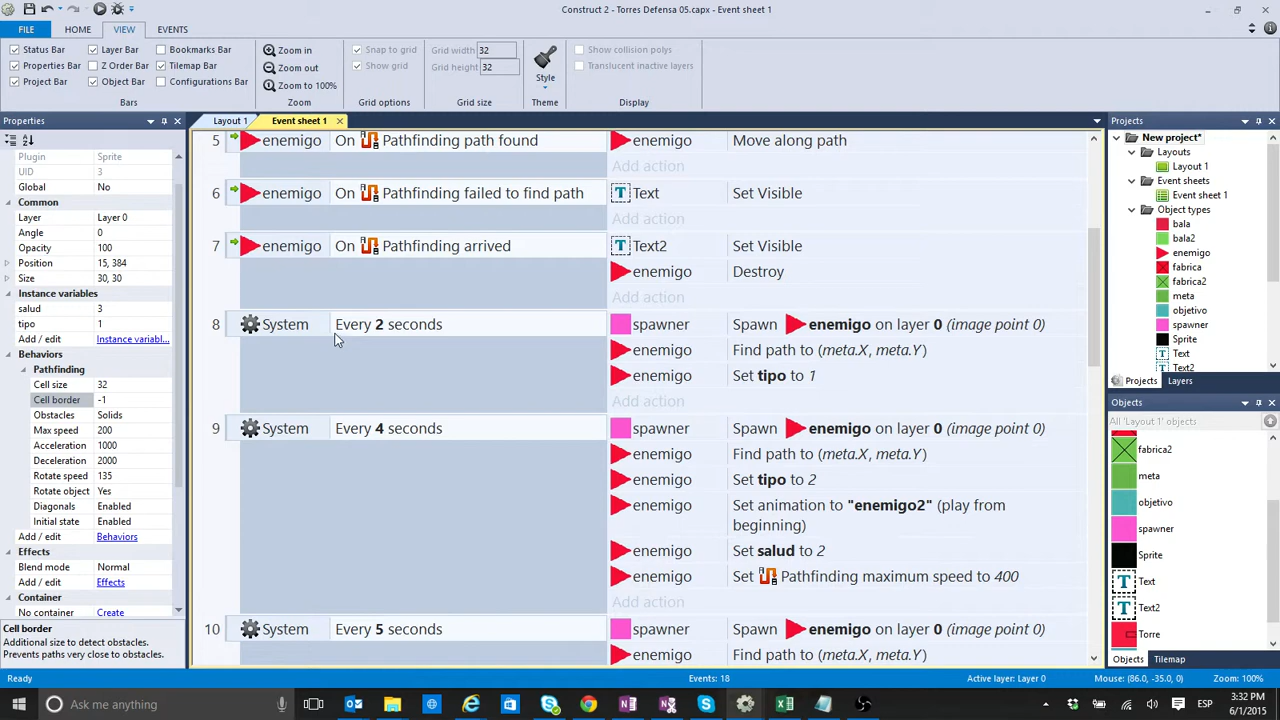 Construct 2 - Torres Defensa 05.capx - Event sheet 1
FILE HOME VIEW EVENTS
Status Bar Layer Bar Bookmarks Bar Zoom in Snap to grid Grid width 32 Show collision polys
Properties Bar Z Order Bar Tilemap Bar Zoom out Show grid Grid height 32 Translucent inactive layers
Project Bar Object Bar Configurations Bar Zoom to 100% Style
Bars Zoom Grid options Grid size Theme Display
Properties
Layout 1 Event sheet 1
Projects
Plugin Sprite
UID 3
Global No
Common
Layer Layer 0
Angle 0
Opacity 100
Position 15, 384
Size 30, 30
Instance variables
salud 3
tipo 1
Add / edit Instance variabl...
Behaviors
Pathfinding
Cell size 32
Cell border -1
Obstacles Solids
Max speed 200
Acceleration 1000
Deceleration 2000
Rotate speed 135
Rotate object Yes
Diagonals Enabled
Initial state Enabled
Add / edit Behaviors
Effects
Blend mode Normal
Add / edit Effects
Container
No container Create
Cell border
Additional size to detect obstacles.
Prevents paths very close to obstacles.
5 enemigo On Pathfinding path found enemigo Move along path
Add action
6 enemigo On Pathfinding failed to find path Text Set Visible
Add action
7 enemigo On Pathfinding arrived Text2 Set Visible
enemigo Destroy
Add action
8 System Every 2 seconds spawner Spawn enemigo on layer 0 (image point 0)
enemigo Find path to (meta.X, meta.Y)
enemigo Set tipo to 1
Add action
9 System Every 4 seconds spawner Spawn enemigo on layer 0 (image point 0)
enemigo Find path to (meta.X, meta.Y)
enemigo Set tipo to 2
enemigo Set animation to "enemigo2" (play from
beginning)
enemigo Set salud to 2
enemigo Set Pathfinding maximum speed to 400
Add action
10 System Every 5 seconds spawner Spawn enemigo on layer 0 (image point 0)
enemigo Find path to (meta.X, meta.Y)
New project*
Layouts
Layout 1
Event sheets
Event sheet 1
Object types
bala
bala2
enemigo
fabrica
fabrica2
meta
objetivo
spawner
Sprite
Text
Text2
Projects Layers
Objects
All 'Layout 1' objects
fabrica2
meta
objetivo
spawner
Sprite
Text
Text2
Torre
Objects Tilemap
Ready Events: 18 Active layer: Layer 0 Mouse: (86.0, -35.0, 0) Zoom: 100%
Ask me anything
ESP
3:32 PM
6/1/2015